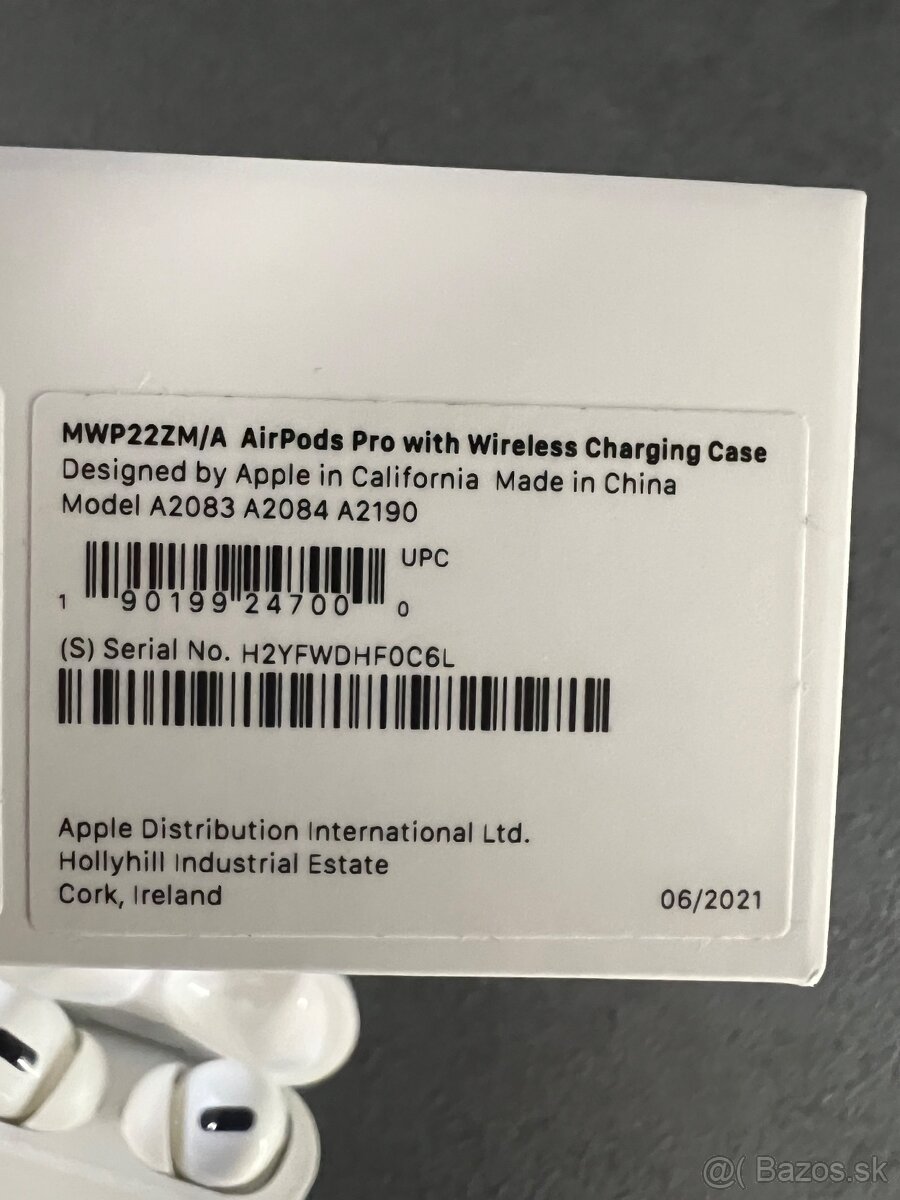 MWP22ZM/A AirPods Pro with Wireless Charging Case
Designed by Apple in California Made in China
Model A2083 A2084 A2190
UPC
1 90199 24700 0
(S) Serial No. H2YFWDHF0C6L
Apple Distribution International Ltd.
Hollyhill Industrial Estate
Cork, Ireland
06/2021
@( Bazos.sk